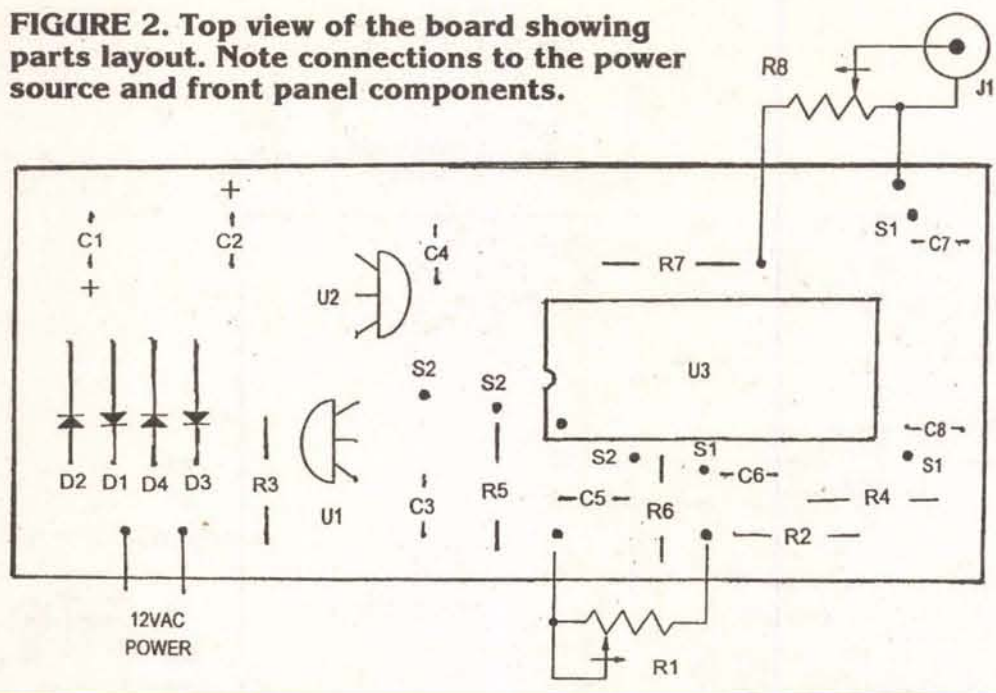 FIGURE 2. Top view of the board showing
parts layout. Note connections to the power
source and front panel components.
R8
J1
+
C1
C2
C4
S1
C7
+
U2
R7
U3
S2
S2
C8
D2 D1 D4 D3
R3
U1
C3
R5
S2
S1
S1
C5
C6
R6
R4
R2
12VAC
POWER
R1